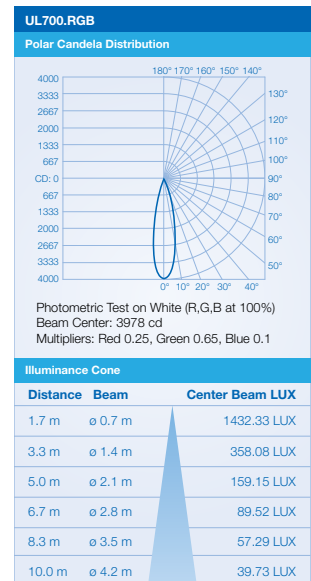 UL700.RGB
Polar Candela Distribution
180° 170° 160° 150° 140°
4000
3333
2667
2000
1333
667
CD: 0
667
1333
2000
2667
3333
4000
130°
120°
110°
100°
90°
80°
70°
60°
50°
0° 10° 20° 30° 40°
Photometric Test on White (R,G,B at 100%)
Beam Center: 3978 cd
Multipliers: Red 0.25, Green 0.65, Blue 0.1
Illuminance Cone
Distance Beam Center Beam LUX
1.7 m ø 0.7 m 1432.33 LUX
3.3 m ø 1.4 m 358.08 LUX
5.0 m ø 2.1 m 159.15 LUX
6.7 m ø 2.8 m 89.52 LUX
8.3 m ø 3.5 m 57.29 LUX
10.0 m ø 4.2 m 39.73 LUX